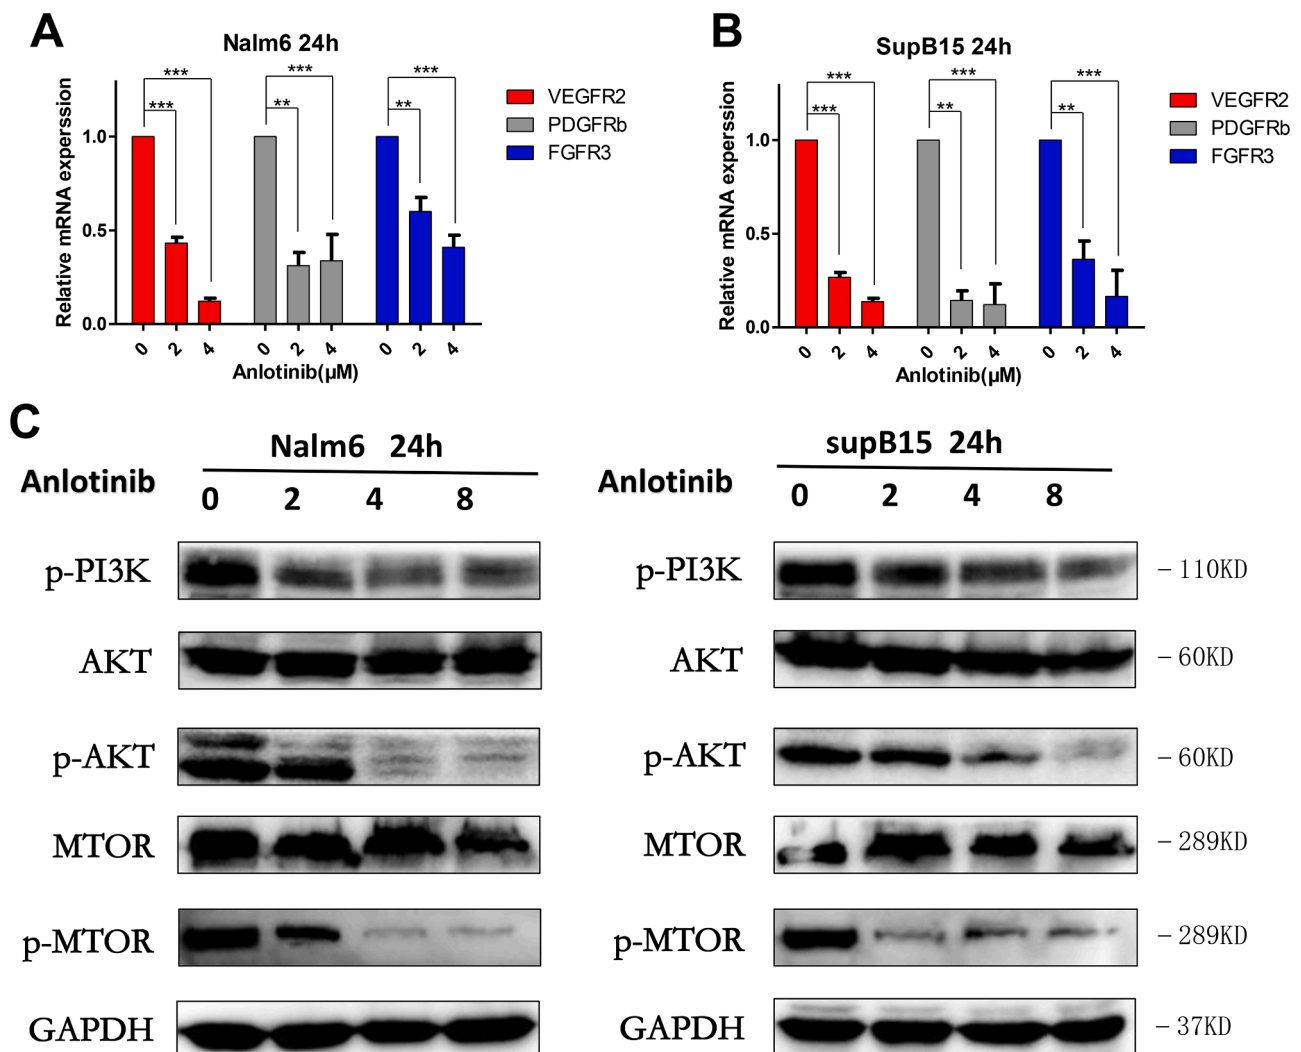 A
Nalm6 24h
Relative mRNA experssion
1.0
0.5
0.0
*** *** ** *** ** ***
0 2 4 0 2 4 0 2 4
Anlotinib(μM)
VEGFR2
PDGFRb
FGFR3
B
SupB15 24h
Relative mRNA experssion
1.0
0.5
0.0
*** *** ** *** ** ***
0 2 4 0 2 4 0 2 4
Anlotinib(μM)
VEGFR2
PDGFRb
FGFR3
C
Nalm6 24h
Anlotinib 0 2 4 8
p-PI3K
AKT
p-AKT
MTOR
p-MTOR
GAPDH
supB15 24h
Anlotinib 0 2 4 8
p-PI3K -110KD
AKT -60KD
p-AKT -60KD
MTOR -289KD
p-MTOR -289KD
GAPDH -37KD